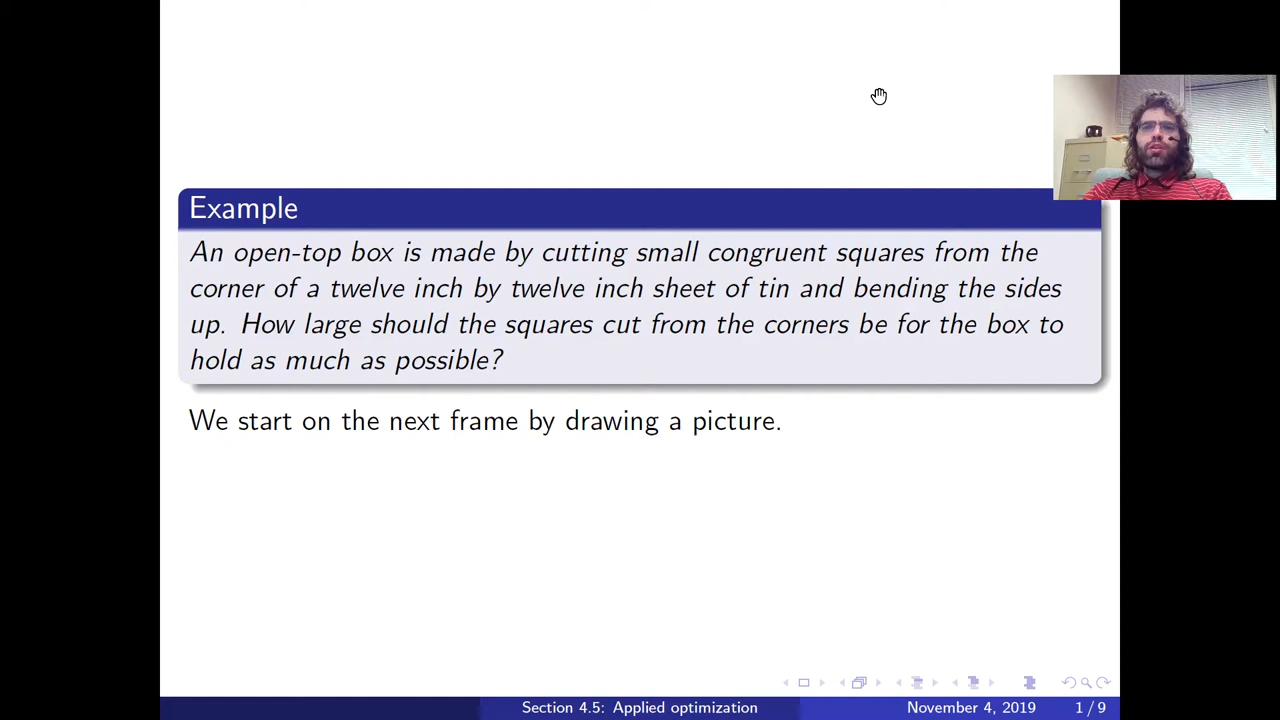 Example
An open-top box is made by cutting small congruent squares from the
corner of a twelve inch by twelve inch sheet of tin and bending the sides
up. How large should the squares cut from the corners be for the box to
hold as much as possible?
We start on the next frame by drawing a picture.
Section 4.5: Applied optimization November 4, 2019 1 / 9